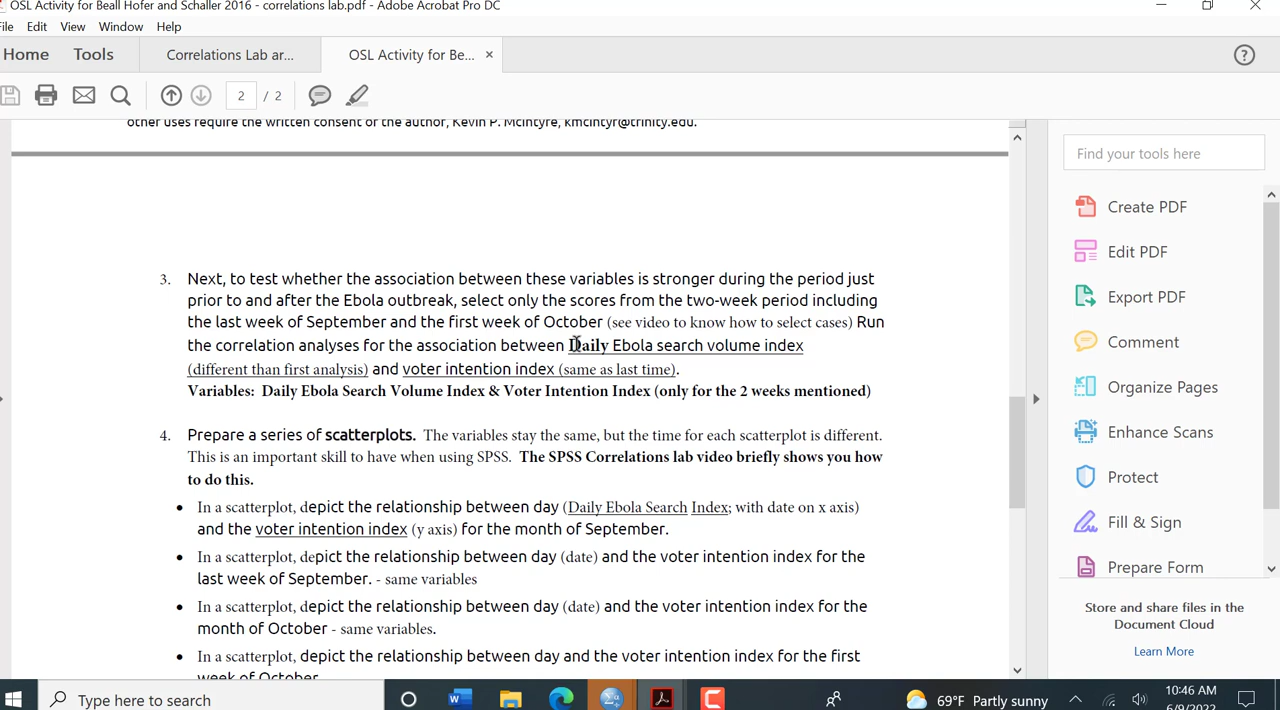 OSL Activity for Beall Hofer and Schaller 2016 - correlations lab.pdf - Adobe Acrobat Pro DC
File Edit View Window Help
Home Tools Correlations Lab ar... OSL Activity for Be... ×
2 / 2
other uses require the written consent of the author, Kevin P. McIntyre, kmcintyr@trinity.edu.
3. Next, to test whether the association between these variables is stronger during the period just
prior to and after the Ebola outbreak, select only the scores from the two-week period including
the last week of September and the first week of October (see video to know how to select cases) Run
the correlation analyses for the association between Daily Ebola search volume index
(different than first analysis) and voter intention index (same as last time).
Variables: Daily Ebola Search Volume Index & Voter Intention Index (only for the 2 weeks mentioned)
4. Prepare a series of scatterplots. The variables stay the same, but the time for each scatterplot is different.
This is an important skill to have when using SPSS. The SPSS Correlations lab video briefly shows you how
to do this.
• In a scatterplot, depict the relationship between day (Daily Ebola Search Index; with date on x axis)
and the voter intention index (y axis) for the month of September.
• In a scatterplot, depict the relationship between day (date) and the voter intention index for the
last week of September. - same variables
• In a scatterplot, depict the relationship between day (date) and the voter intention index for the
month of October - same variables.
• In a scatterplot, depict the relationship between day and the voter intention index for the first
week of October.
Find your tools here
Create PDF
Edit PDF
Export PDF
Comment
Organize Pages
Enhance Scans
Protect
Fill & Sign
Prepare Form
Store and share files in the
Document Cloud
Learn More
Type here to search
69°F Partly sunny
10:46 AM
6/9/2022